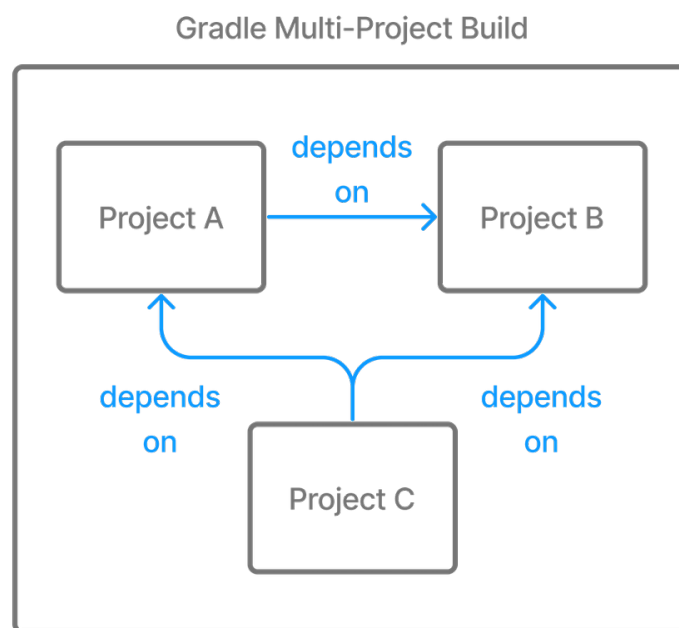 Gradle Multi-Project Build
depends
on
Project A
Project B
depends
on
depends
on
Project C